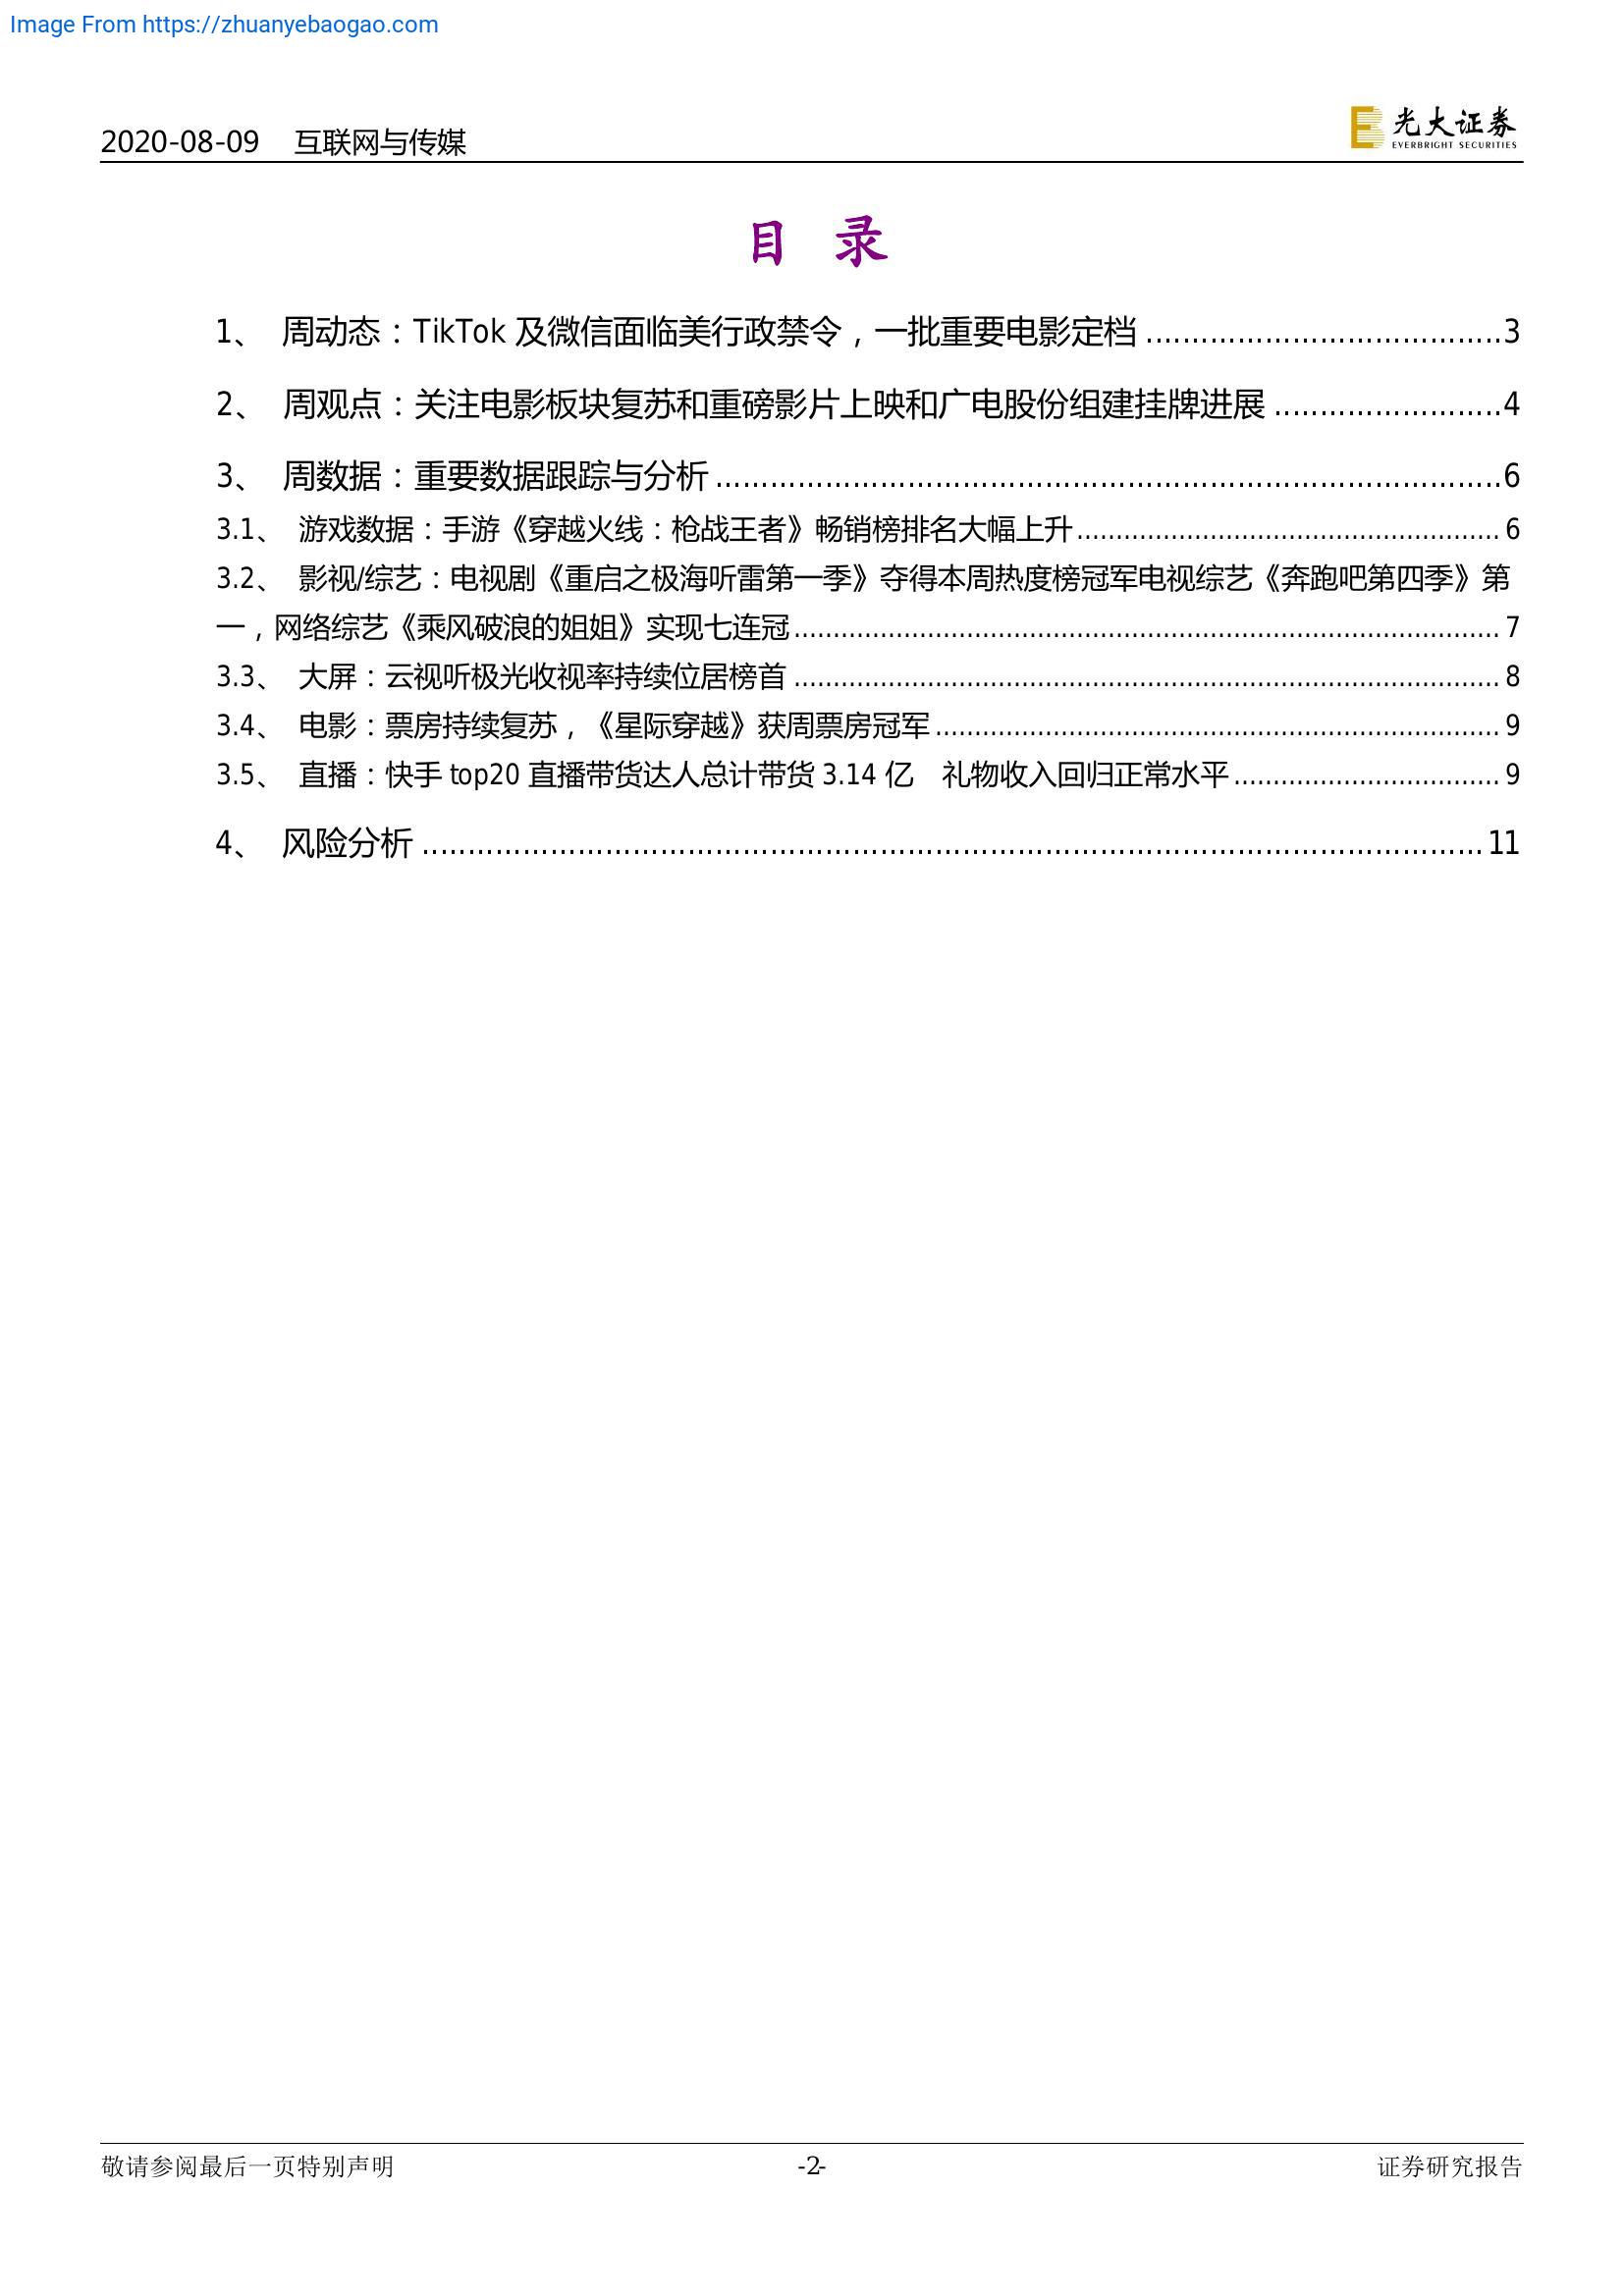 Image From https://zhuanyebaogao.com
2020-08-09 互联网与传媒
光大证券
EVERBRIGHT SECURITIES
目 录
1、 周动态：TikTok 及微信面临美行政禁令，一批重要电影定档 ........................................3
2、 周观点：关注电影板块复苏和重磅影片上映和广电股份组建挂牌进展 .........................4
3、 周数据：重要数据跟踪与分析 ......................................................................................6
3.1、 游戏数据：手游《穿越火线：枪战王者》畅销榜排名大幅上升...................................................... 6
3.2、 影视/综艺：电视剧《重启之极海听雷第一季》夺得本周热度榜冠军电视综艺《奔跑吧第四季》第
一，网络综艺《乘风破浪的姐姐》实现七连冠.......................................................................................... 7
3.3、 大屏：云视听极光收视率持续位居榜首 .......................................................................................... 8
3.4、 电影：票房持续复苏，《星际穿越》获周票房冠军 ........................................................................ 9
3.5、 直播：快手 top20 直播带货达人总计带货 3.14 亿 礼物收入回归正常水平.................................. 9
4、 风险分析 ....................................................................................................................11
敬请参阅最后一页特别声明
-2-
证券研究报告